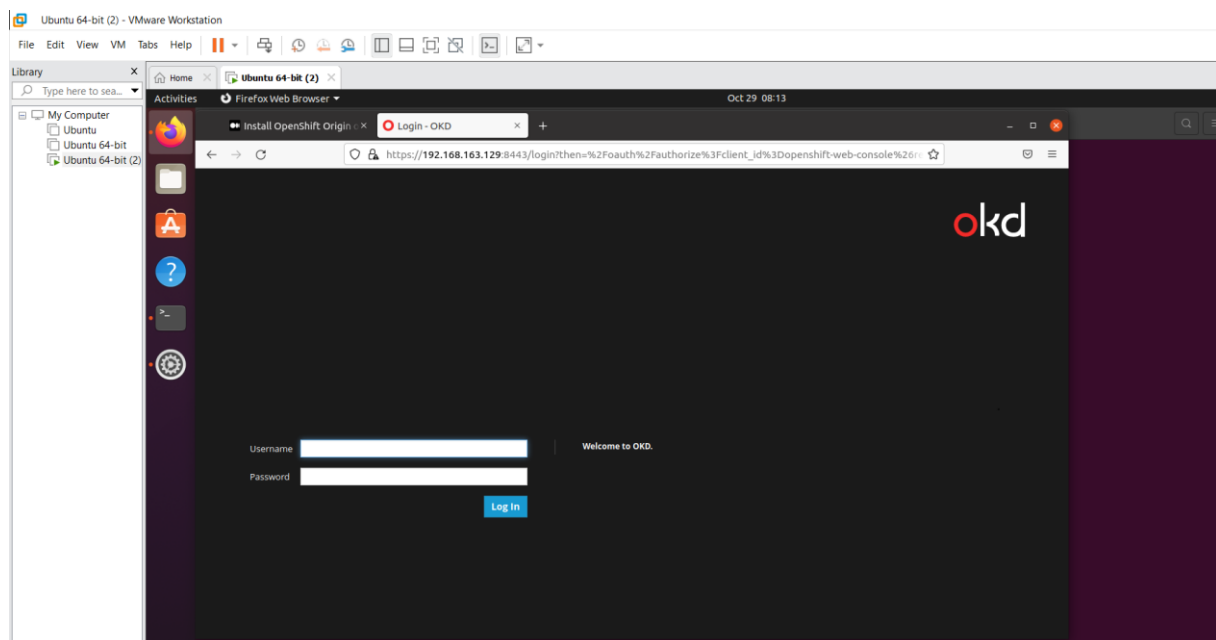 Ubuntu 64-bit (2) - VMware Workstation
File Edit View VM Tabs Help
Library X
Type here to sea...
My Computer
Ubuntu
Ubuntu 64-bit
Ubuntu 64-bit (2)
Home
Ubuntu 64-bit (2)
Activities
Firefox Web Browser
Oct 29 08:13
Install OpenShift Origin
Login - OKD
https://192.168.163.129:8443/login?then=%2Foauth%2Fauthorize%3Fclient_id%3Dopenshift-web-console%26re
okd
Username
Welcome to OKD.
Password
Log In